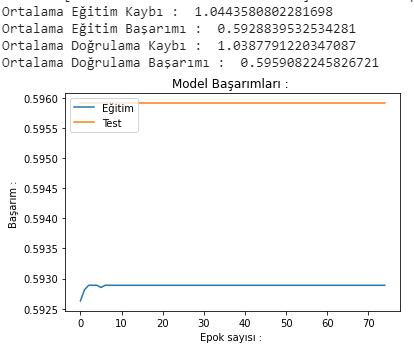 Ortalama Eğitim Kaybı :  1.0443580802281698
Ortalama Eğitim Başarımı :  0.5928839532534281
Ortalama Doğrulama Kaybı :  1.0387791220347087
Ortalama Doğrulama Başarımı :  0.5959082245826721
Model Başarımları :
Eğitim
Test
Başarım :
0.5960
0.5955
0.5950
0.5945
0.5940
0.5935
0.5930
0.5925
0 10 20 30 40 50 60 70
Epok sayısı :